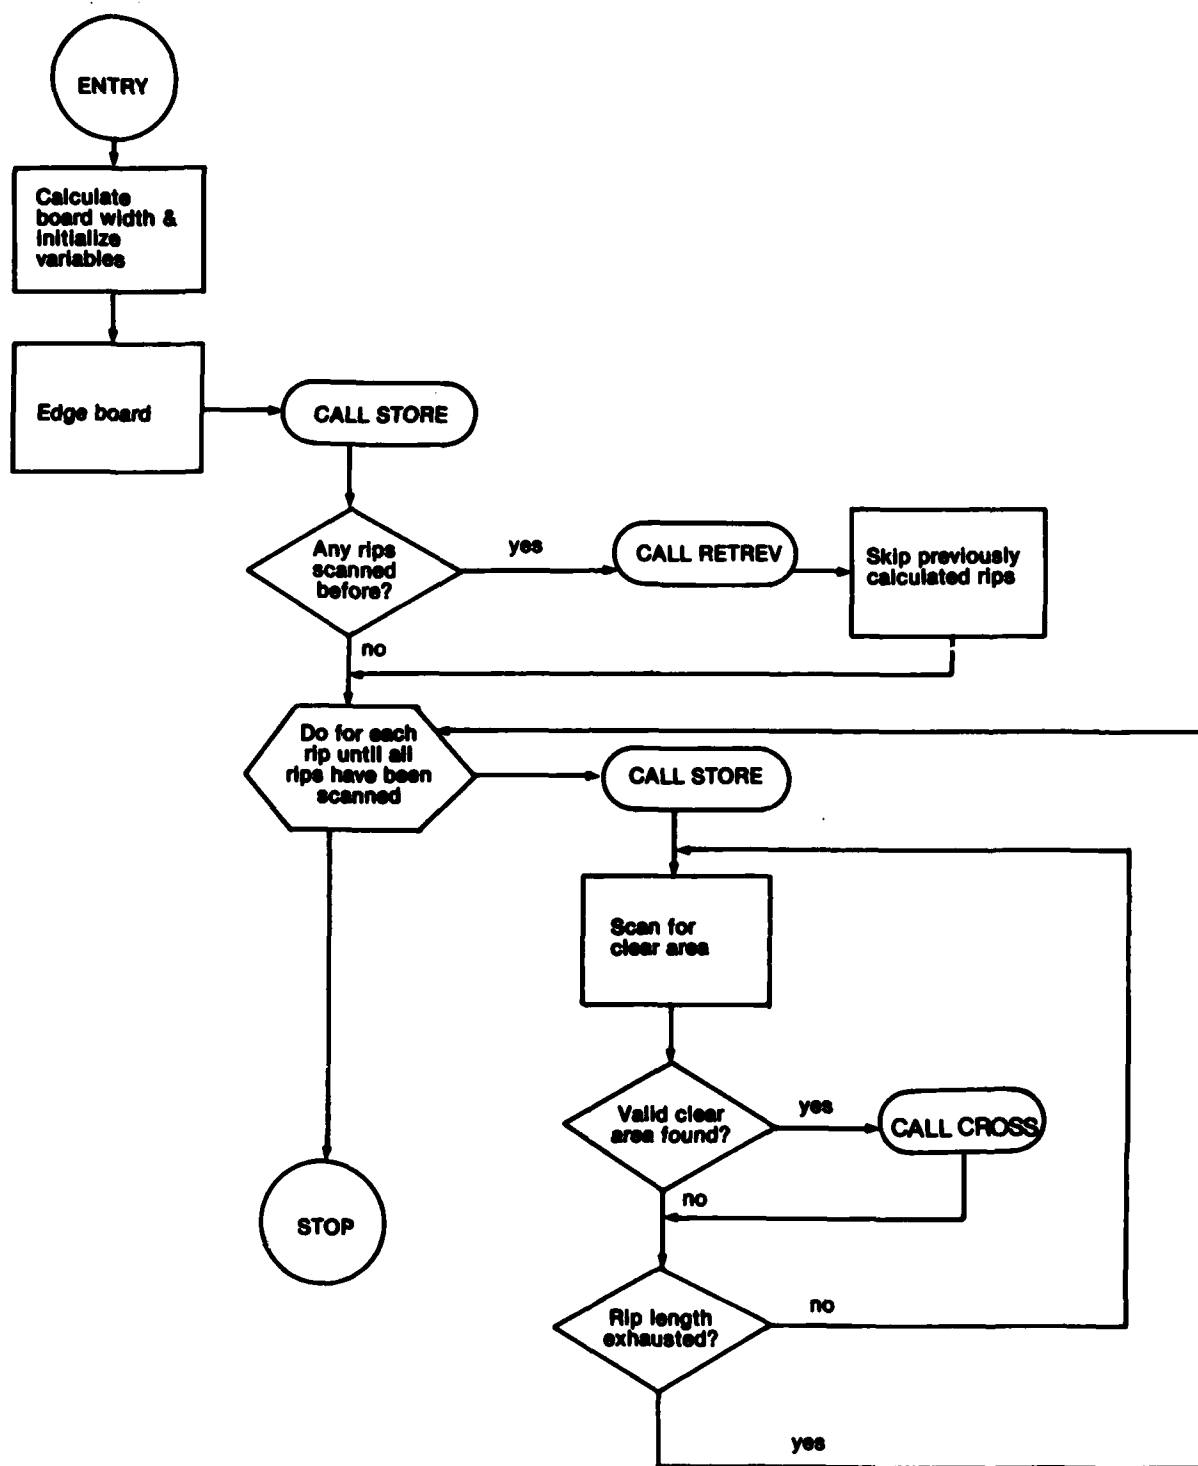 ENTRY
Calculate
board width &
initialize
variables
Edge board
CALL STORE
Any rips
scanned
before?
yes
CALL RETREV
Skip previously
calculated rips
no
Do for each
rip until all
rips have been
scanned
CALL STORE
Scan for
clear area
Valid clear
area found?
yes
CALL CROSS
no
STOP
Rip length
exhausted?
no
yes